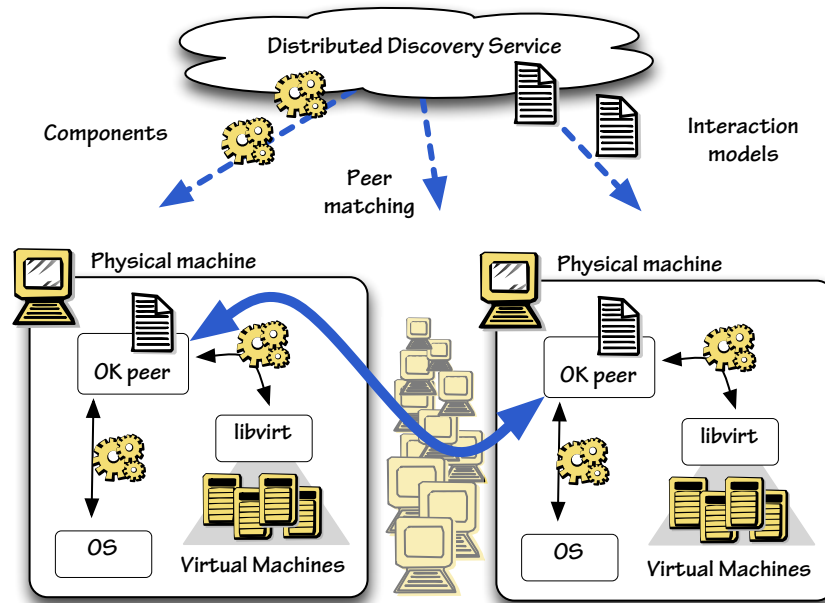 Distributed Discovery Service
Components
Peer
matching
Interaction
models
Physical machine
OK peer
libvirt
OS
Virtual Machines
Physical machine
OK peer
libvirt
OS
Virtual Machines